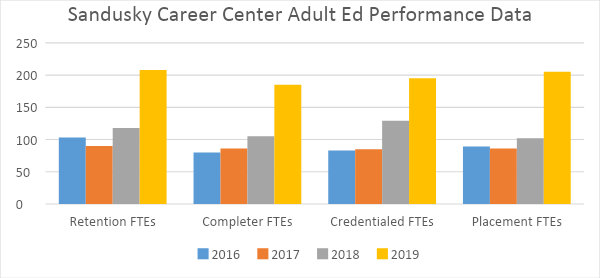 Sandusky Career Center Adult Ed Performance Data
250
200
150
100
50
0
Retention FTEs Completer FTEs Credentialed FTEs Placement FTEs
2016 2017 2018 2019